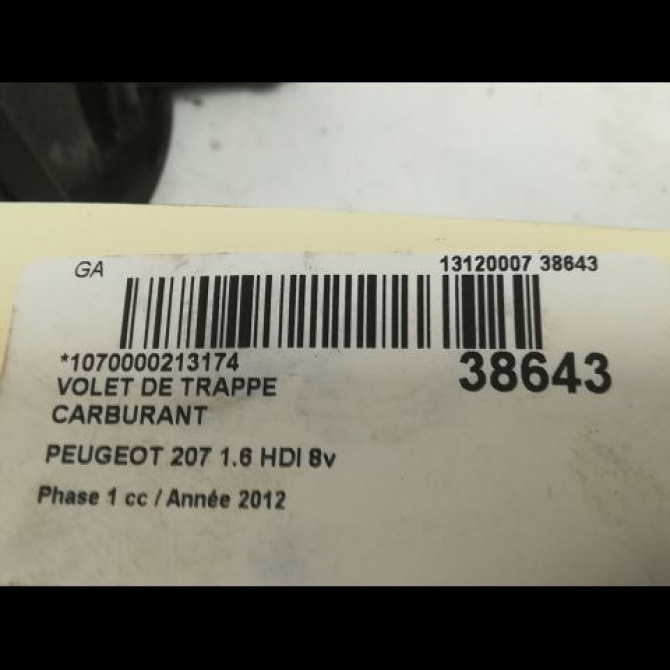 GA
13120007 38643
*1070000213174
38643
VOLET DE TRAPPE
CARBURANT
PEUGEOT 207 1.6 HDI 8v
Phase 1 cc / Année 2012